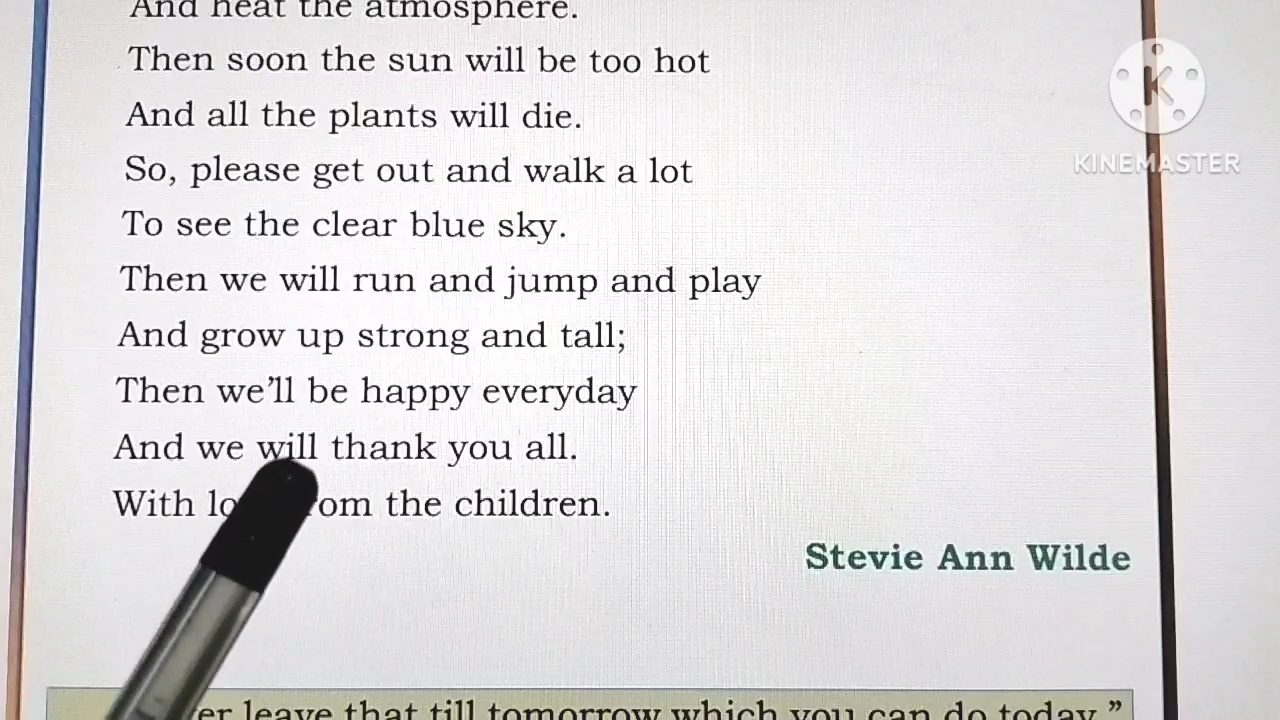 And heat the atmosphere.
Then soon the sun will be too hot
And all the plants will die.
So, please get out and walk a lot
To see the clear blue sky.
Then we will run and jump and play
And grow up strong and tall;
Then we'll be happy everyday
And we will thank you all.
With from the children.
Stevie Ann Wilde
leave that till tomorrow which you can do today.”
K
KINEMASTER